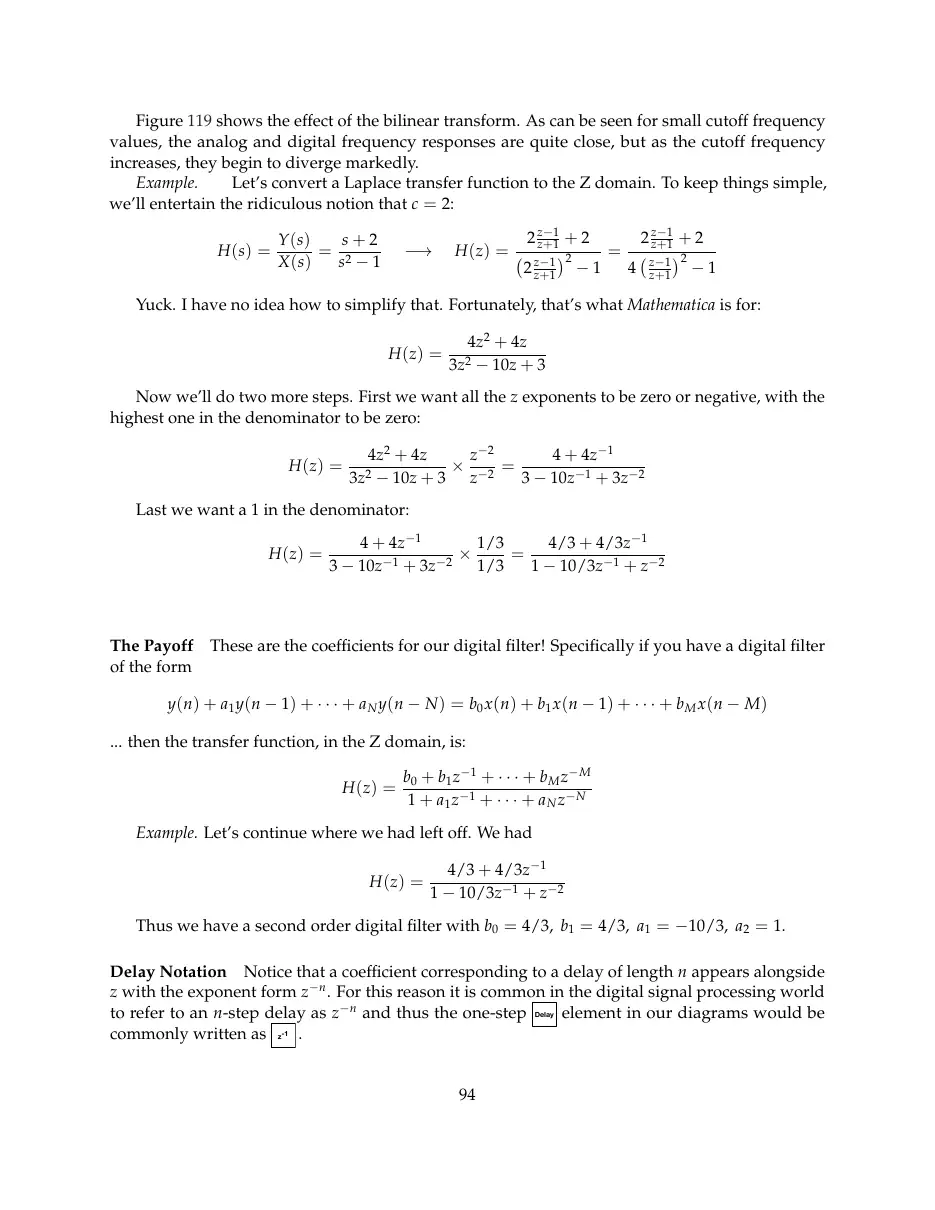 Figure 119 shows the effect of the bilinear transform. As can be seen for small cutoff frequency
values, the analog and digital frequency responses are quite close, but as the cutoff frequency
increases, they begin to diverge markedly.
Example. Let's convert a Laplace transfer function to the Z domain. To keep things simple,
we'll entertain the ridiculous notion that c = 2:
H(s) = Y(s)/X(s) = (s + 2)/(s² − 1) ⟶ H(z) = (2 (z−1)/(z+1) + 2)/((2 (z−1)/(z+1))² − 1) = (2 (z−1)/(z+1) + 2)/(4 ((z−1)/(z+1))² − 1)
Yuck. I have no idea how to simplify that. Fortunately, that's what Mathematica is for:
H(z) = (4z² + 4z)/(3z² − 10z + 3)
Now we'll do two more steps. First we want all the z exponents to be zero or negative, with the
highest one in the denominator to be zero:
H(z) = (4z² + 4z)/(3z² − 10z + 3) × z⁻²/z⁻² = (4 + 4z⁻¹)/(3 − 10z⁻¹ + 3z⁻²)
Last we want a 1 in the denominator:
H(z) = (4 + 4z⁻¹)/(3 − 10z⁻¹ + 3z⁻²) × (1/3)/(1/3) = (4/3 + 4/3z⁻¹)/(1 − 10/3z⁻¹ + z⁻²)
The Payoff These are the coefficients for our digital filter! Specifically if you have a digital filter
of the form
y(n) + a₁y(n − 1) + · · · + a_N y(n − N) = b₀x(n) + b₁x(n − 1) + · · · + b_M x(n − M)
... then the transfer function, in the Z domain, is:
H(z) = (b₀ + b₁z⁻¹ + · · · + b_M z^−M)/(1 + a₁z⁻¹ + · · · + a_N z^−N)
Example. Let's continue where we had left off. We had
H(z) = (4/3 + 4/3z⁻¹)/(1 − 10/3z⁻¹ + z⁻²)
Thus we have a second order digital filter with b₀ = 4/3, b₁ = 4/3, a₁ = −10/3, a₂ = 1.
Delay Notation Notice that a coefficient corresponding to a delay of length n appears alongside
z with the exponent form z⁻ⁿ. For this reason it is common in the digital signal processing world
to refer to an n-step delay as z⁻ⁿ and thus the one-step Delay element in our diagrams would be
commonly written as z⁻¹ .
94